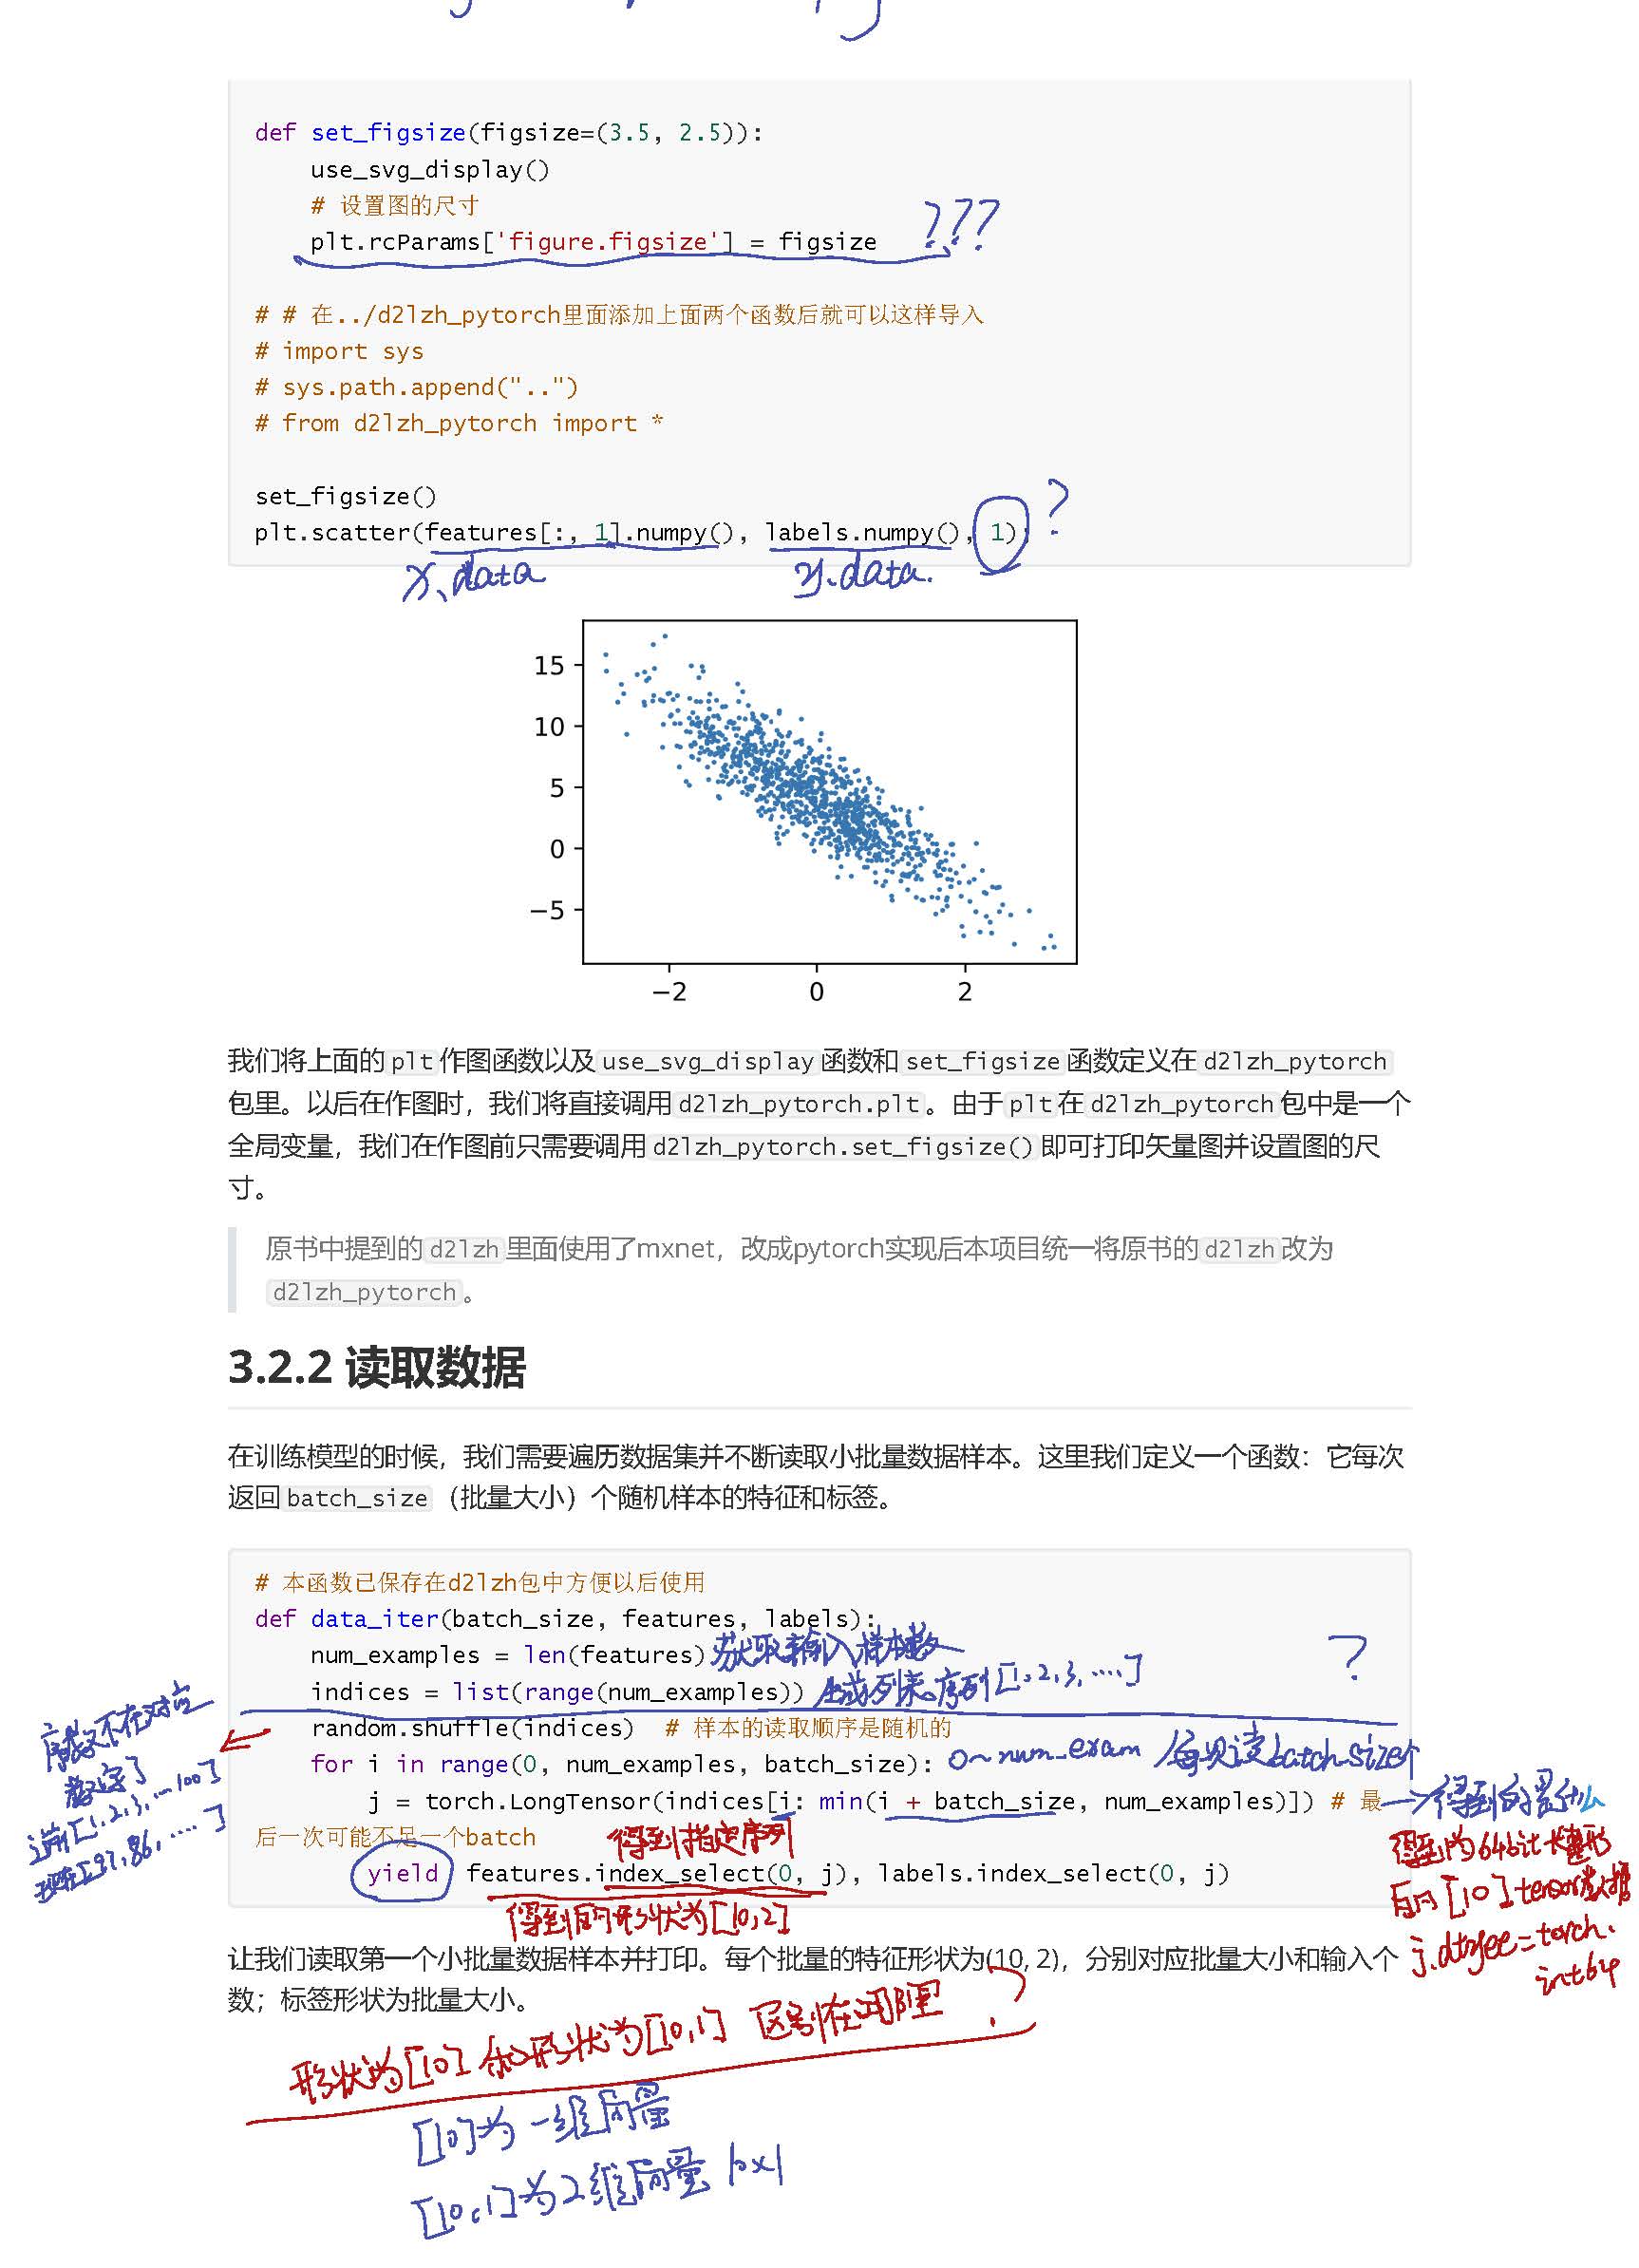 def set_figsize(figsize=(3.5, 2.5)):
    use_svg_display()
    # 设置图的尺寸
    plt.rcParams['figure.figsize'] = figsize ???
# # 在../d2lzh_pytorch里面添加上面两个函数后就可以这样导入
# import sys
# sys.path.append("..")
# from d2lzh_pytorch import *
set_figsize()
plt.scatter(features[:, 1].numpy(), labels.numpy(), 1); ?
x.data y.data.
15
10
5
0
−5
−2 0 2
我们将上面的plt作图函数以及use_svg_display函数和set_figsize函数定义在d2lzh_pytorch
包里。以后在作图时，我们将直接调用d2lzh_pytorch.plt。由于plt在d2lzh_pytorch包中是一个
全局变量，我们在作图前只需要调用d2lzh_pytorch.set_figsize()即可打印矢量图并设置图的尺
寸。
原书中提到的d2lzh里面使用了mxnet，改成pytorch实现后本项目统一将原书的d2lzh改为
d2lzh_pytorch。
3.2.2 读取数据
在训练模型的时候，我们需要遍历数据集并不断读取小批量数据样本。这里我们定义一个函数：它每次
返回batch_size（批量大小）个随机样本的特征和标签。
# 本函数已保存在d2lzh包中方便以后使用
def data_iter(batch_size, features, labels):
    num_examples = len(features) 获取输入样本数 ?
    indices = list(range(num_examples)) 生成列表序列[1,2,3,....]
    random.shuffle(indices)  # 样本的读取顺序是随机的
    for i in range(0, num_examples, batch_size): 0~num_exam /每次读batch_size个
        j = torch.LongTensor(indices[i: min(i + batch_size, num_examples)]) # 最
后一次可能不足一个batch
        yield  features.index_select(0, j), labels.index_select(0, j)
不在对应
数字了
[1,2,3,...100]
现在[97,86,....]
得到指定序列
得到的形状为[10,2]
得到的是什么
得到为64bit长整形
的[10]tensor数据
j.dtype=torch.
int64
让我们读取第一个小批量数据样本并打印。每个批量的特征形状为(10, 2)，分别对应批量大小和输入个
数；标签形状为批量大小。
形状为[10]和形状为[10,1] 区别在哪里?
[10]为一维向量
[10,1]为2维向量 10x1